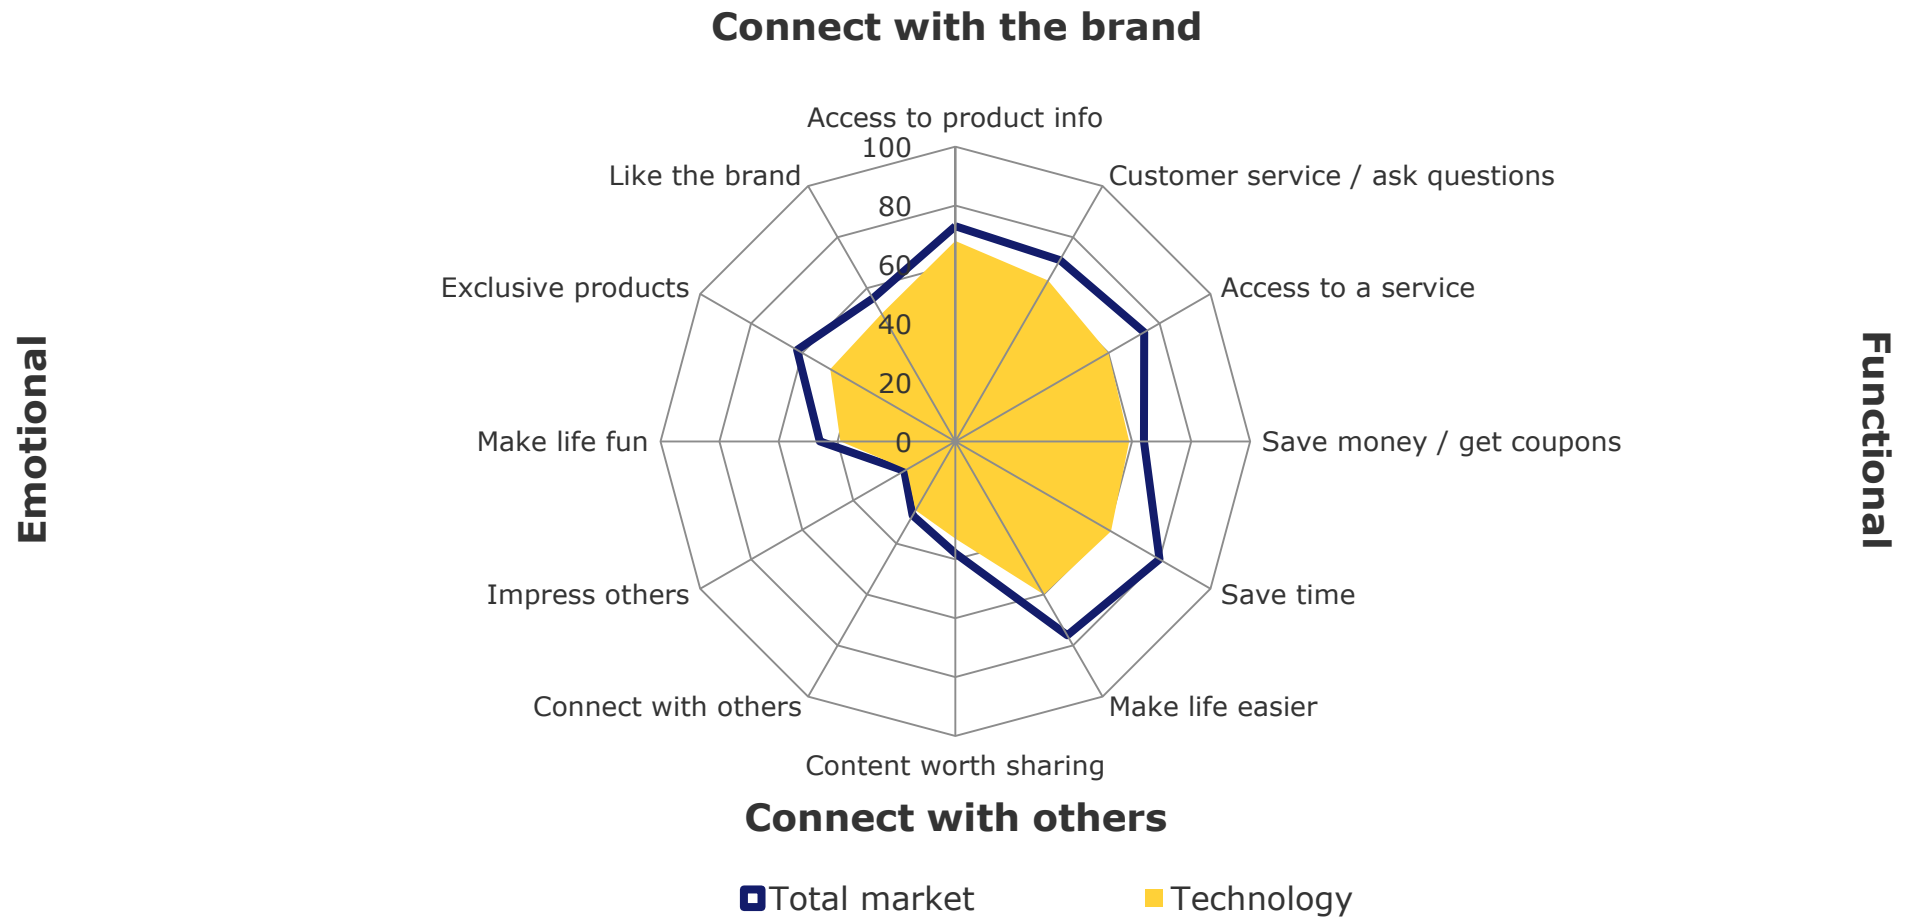 Connect with the brand
Access to product info
100
Like the brand
Customer service / ask questions
80
60
Exclusive products
Access to a service
40
Emotional
Functional
20
Make life fun
0
Save money / get coupons
Impress others
Save time
Connect with others
Make life easier
Content worth sharing
Connect with others
Total market
Technology